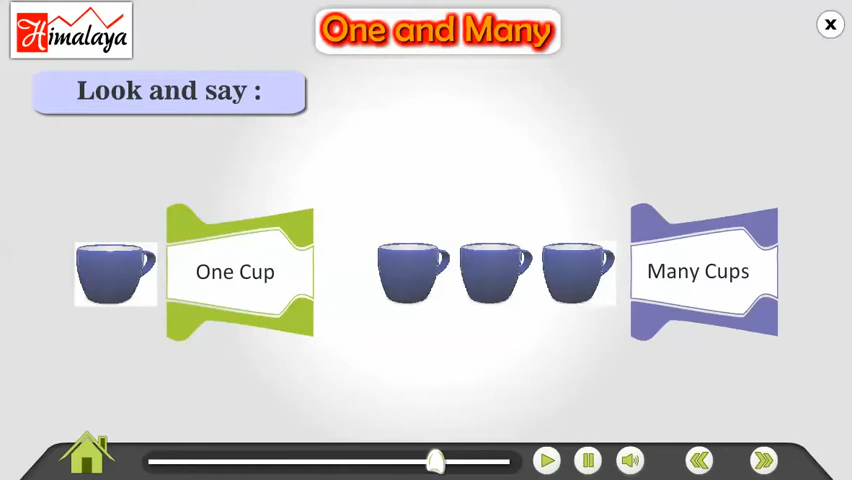 Himalaya
One and Many
X
Look and say :
One Cup
Many Cups